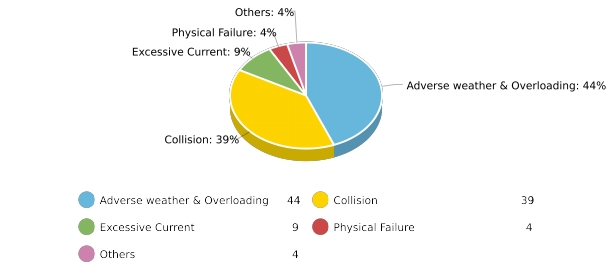 Others: 4%
Physical Failure: 4%
Excessive Current: 9%
Adverse weather & Overloading: 44%
Collision: 39%
Adverse weather & Overloading 44 Collision 39
Excessive Current 9 Physical Failure 4
Others 4